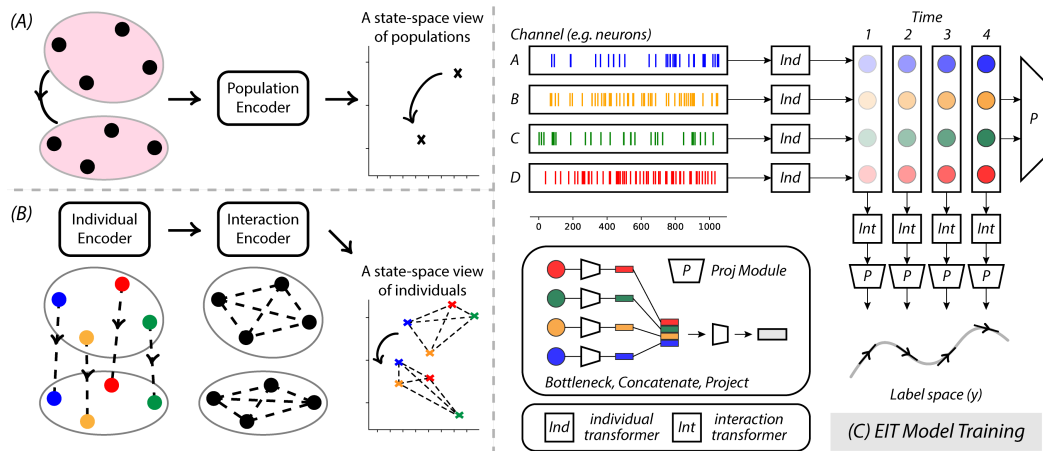 (A)
Population
Encoder
A state-space view
of populations
(B)
Individual
Encoder
Interaction
Encoder
A state-space view
of individuals
Channel (e.g. neurons)
Time
1 2 3 4
A
Ind
B
Ind
C
Ind
D
Ind
P
0 200 400 600 800 1000
Int Int Int Int
P P P P
P Proj Module
Bottleneck, Concatenate, Project
Label space (y)
Ind individual
transformer
Int interaction
transformer
(C) EIT Model Training